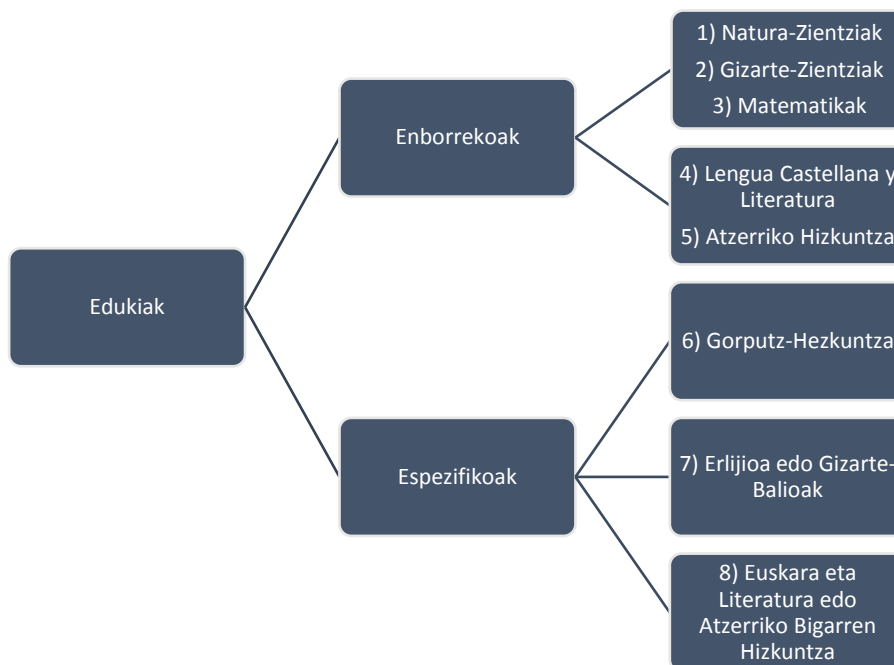 Edukiak
Enborrekoak
1) Natura-Zientziak
2) Gizarte-Zientziak
3) Matematikak
4) Lengua Castellana y
Literatura
5) Atzerriko Hizkuntza
Espezifikoak
6) Gorputz-Hezkuntza
7) Erlijioa edo Gizarte-
Balioak
8) Euskara eta
Literatura edo
Atzerriko Bigarren
Hizkuntza